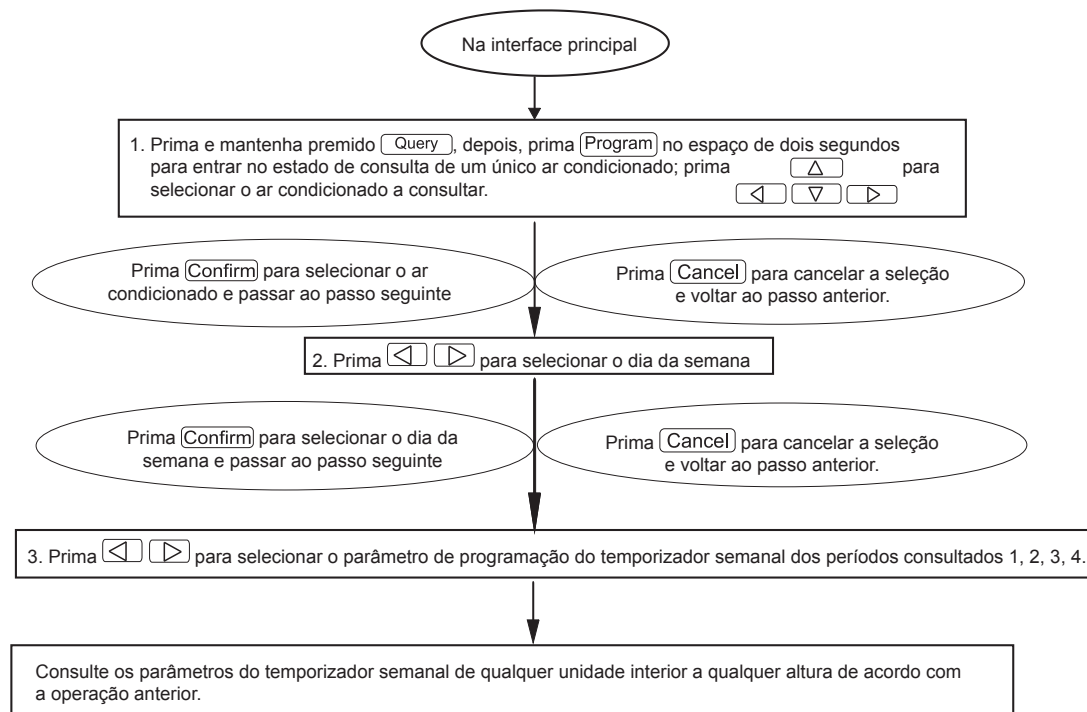 Na interface principal
1. Prima e mantenha premido Query, depois, prima Program no espaço de dois segundos
para entrar no estado de consulta de um único ar condicionado; prima △ para
selecionar o ar condicionado a consultar. ◁ ▽ ▷
Prima Confirm para selecionar o ar
condicionado e passar ao passo seguinte
Prima Cancel para cancelar a seleção
e voltar ao passo anterior.
2. Prima ◁ ▷ para selecionar o dia da semana
Prima Confirm para selecionar o dia da
semana e passar ao passo seguinte
Prima Cancel para cancelar a seleção
e voltar ao passo anterior.
3. Prima ◁ ▷ para selecionar o parâmetro de programação do temporizador semanal dos períodos consultados 1, 2, 3, 4.
Consulte os parâmetros do temporizador semanal de qualquer unidade interior a qualquer altura de acordo com
a operação anterior.